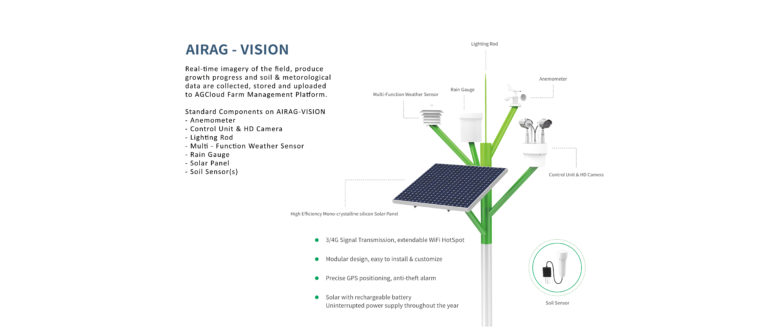 AIRAG - VISION
Real-time imagery of the field, produce
growth progress and soil & metorological
data are collected, stored and uploaded
to AGCloud Farm Management Platform.
Standard Components on AIRAG-VISION
- Anemometer
- Control Unit & HD Camera
- Lighting Rod
- Multi - Function Weather Sensor
- Rain Gauge
- Solar Panel
- Soil Sensor(s)
Lighting Rod
Anemometer
Rain Gauge
Multi-Function Weather Sensor
Control Unit & HD Camera
High Efficiency Mono-crystalline silicon Solar Panel
3/4G Signal Transmission, extendable WiFi HotSpot
Modular design, easy to install & customize
Precise GPS positioning, anti-theft alarm
Solar with rechargeable battery
Uninterrupted power supply throughout the year
Soil Sensor